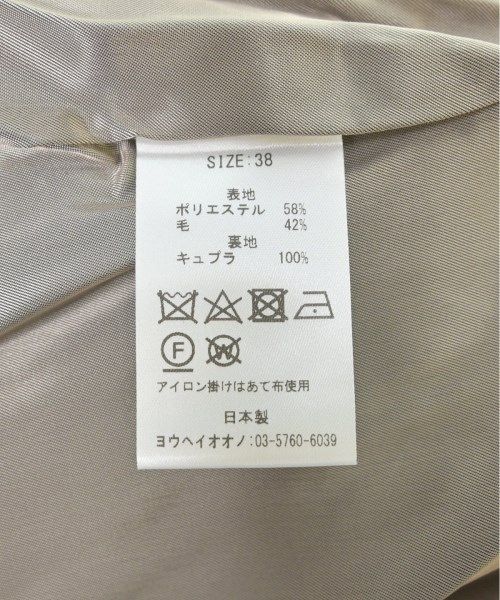 SIZE:38
表地
ポリエステル 58%
毛 42%
裏地
キュプラ 100%
F W
アイロン掛けはあて布使用
日本製
ヨウヘイオオノ:03-5760-6039